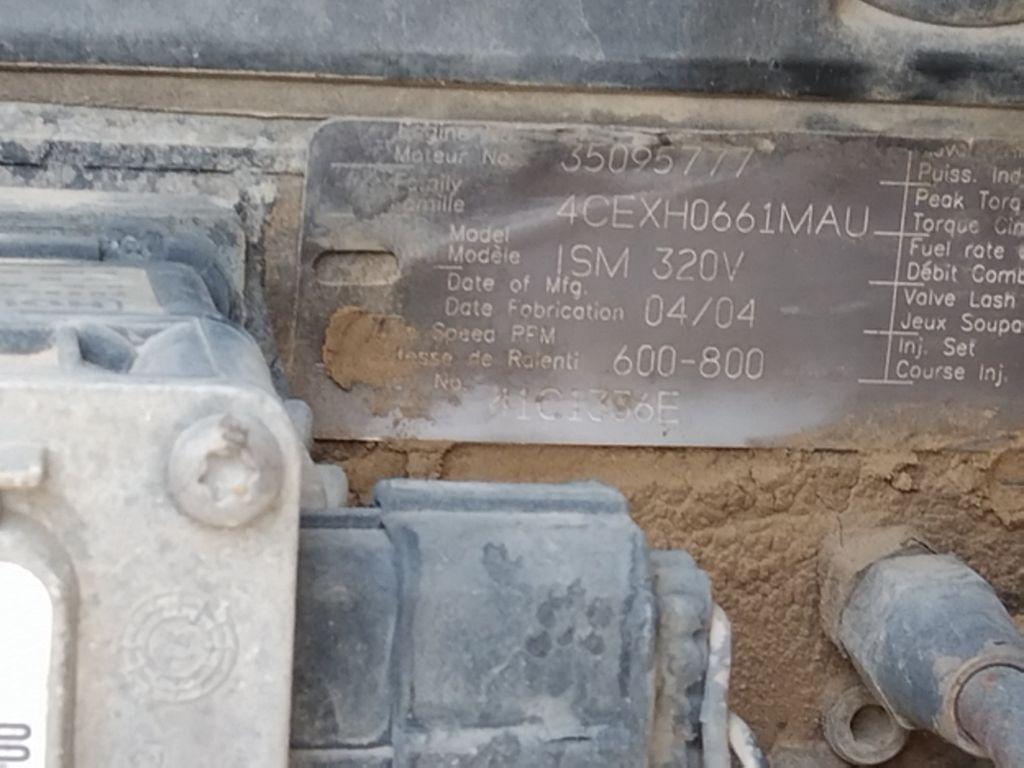 Moteur No. 35095777
Family
Famille 4CEXH0661MAU
Model
Modèle ISM 320V
Date of Mfg.
Date Fabrication 04/04
Speed RPM
de Ralenti 600-800
No.
Puiss. Ind
Peak Torq
Torque
Fuel rate
Débit Comb
Valve Lash
Jeux Soupa
Inj. Set
Course Inj.